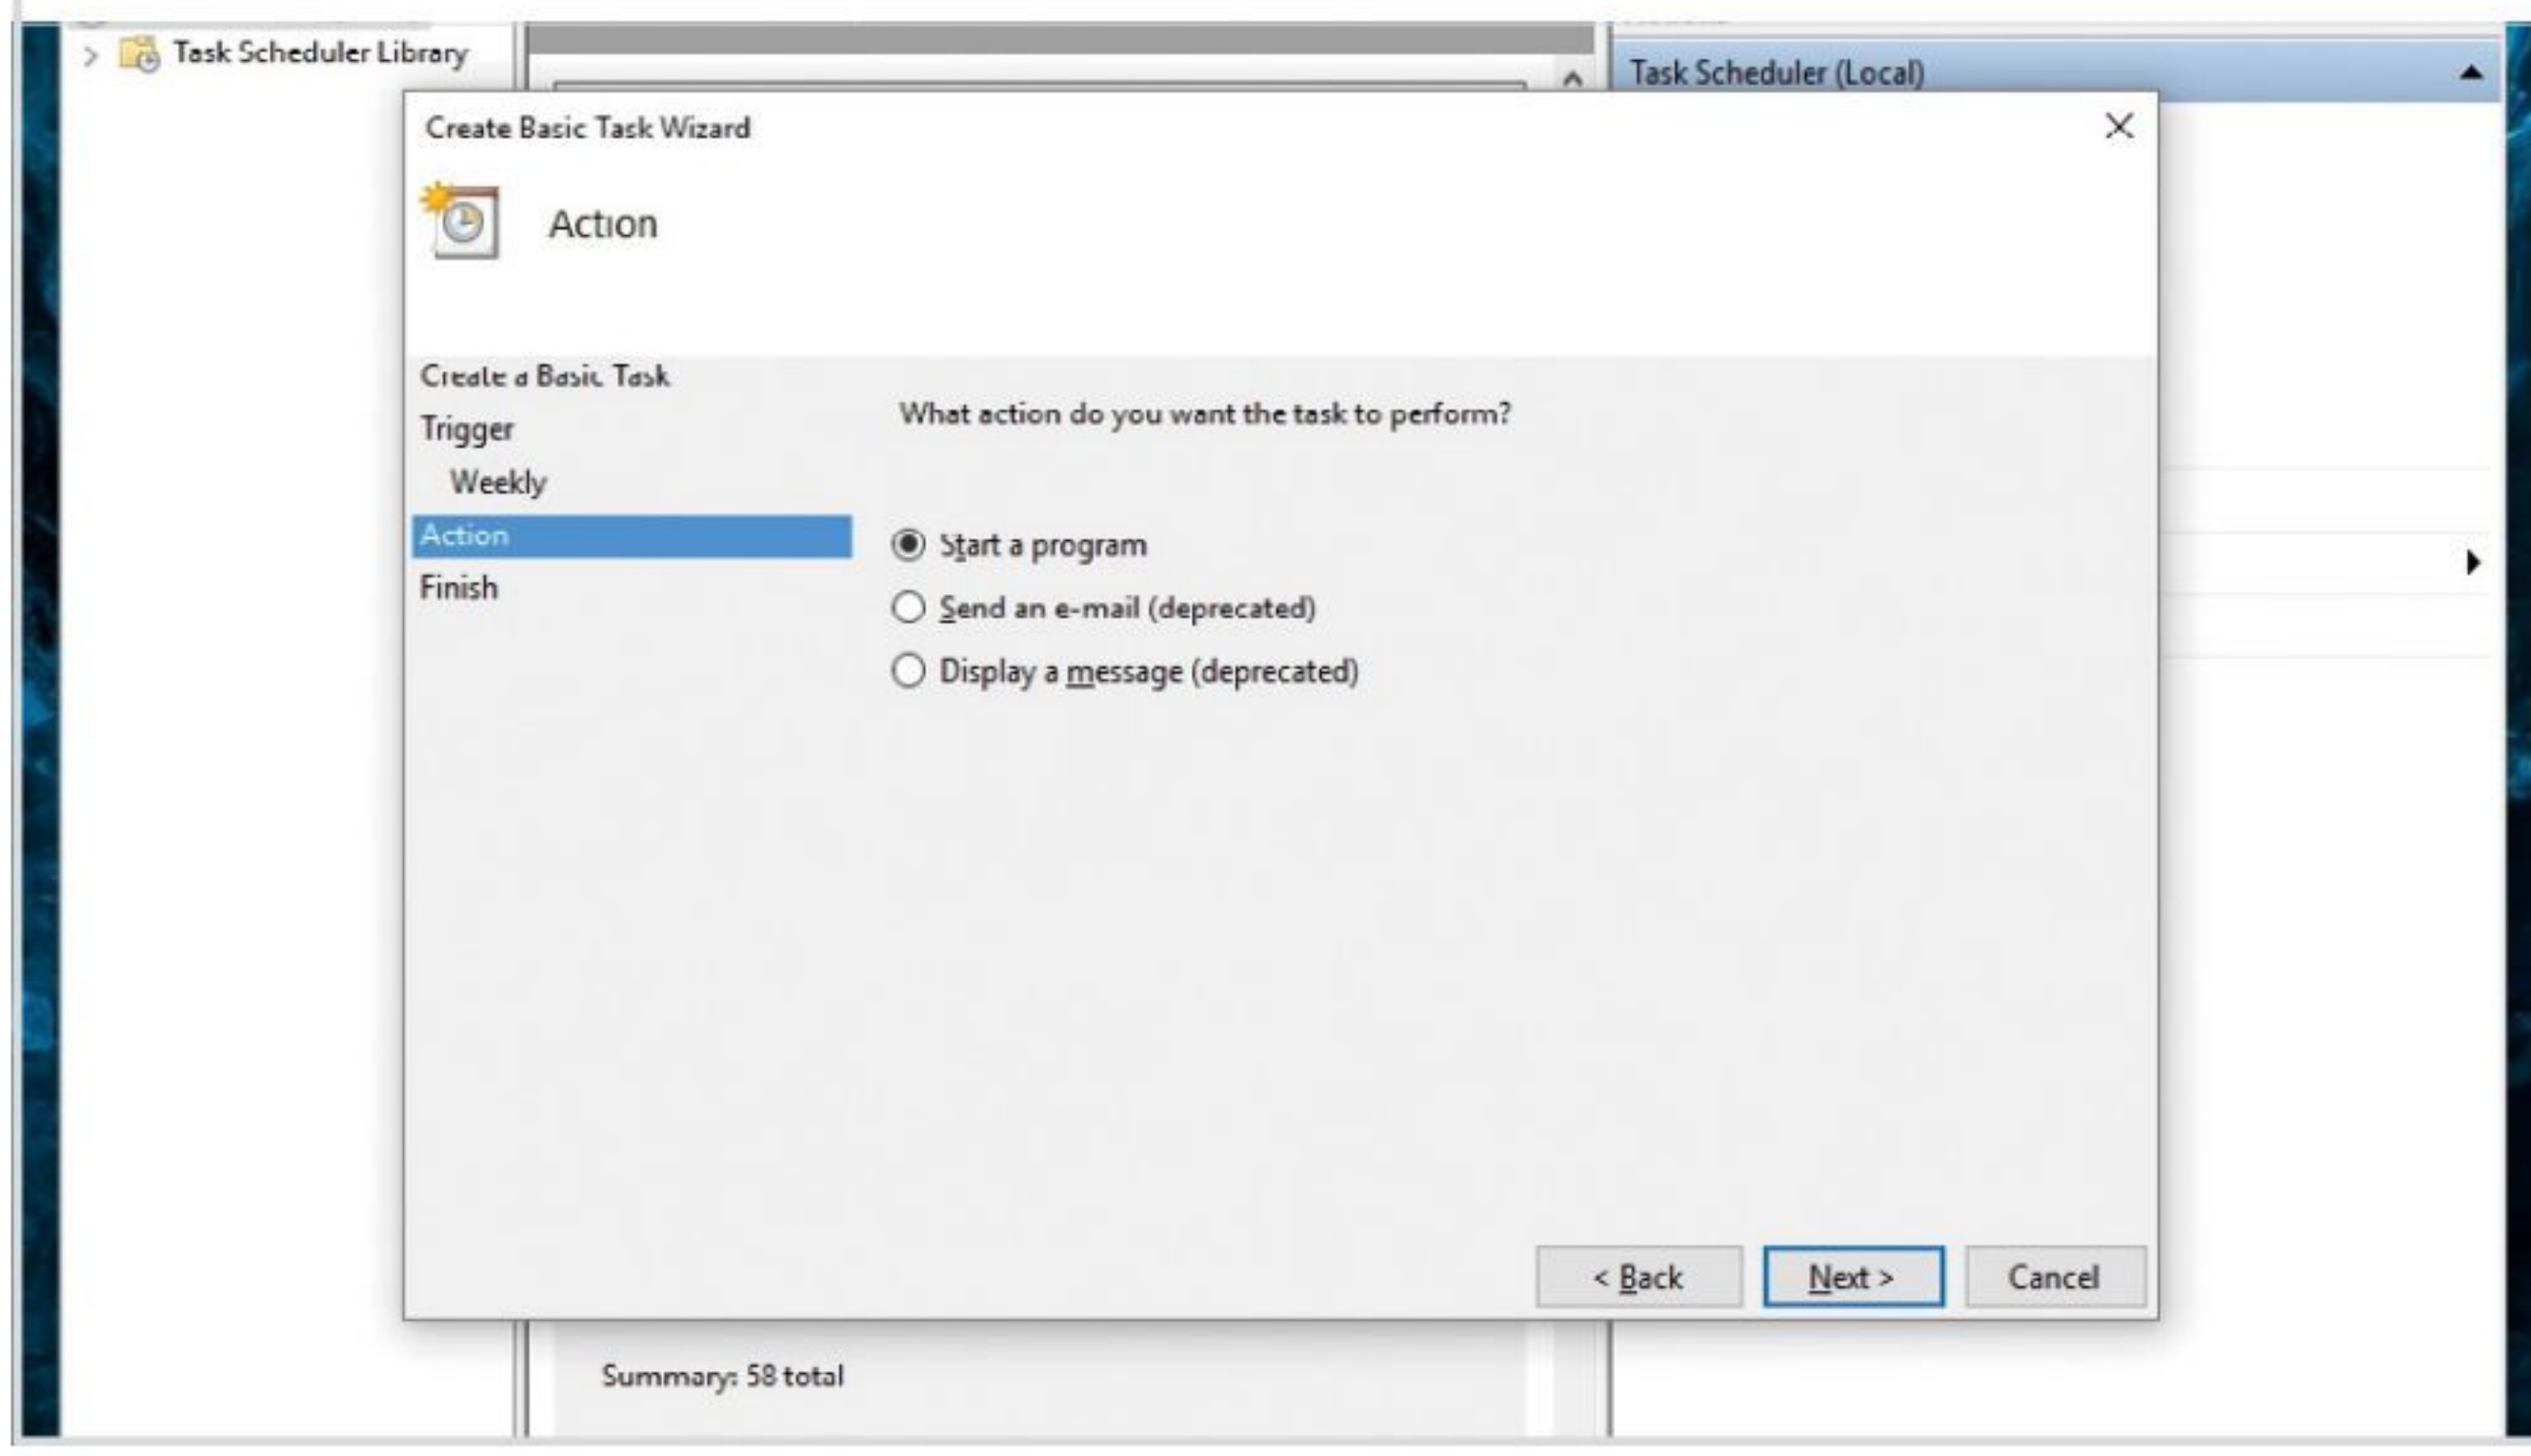 Task Scheduler Library
Task Scheduler (Local)
Create Basic Task Wizard
Action
Create a Basic Task
Trigger
Weekly
Action
Finish
What action do you want the task to perform?
Start a program
Send an e-mail (deprecated)
Display a message (deprecated)
< Back
Next >
Cancel
Summary: 58 total